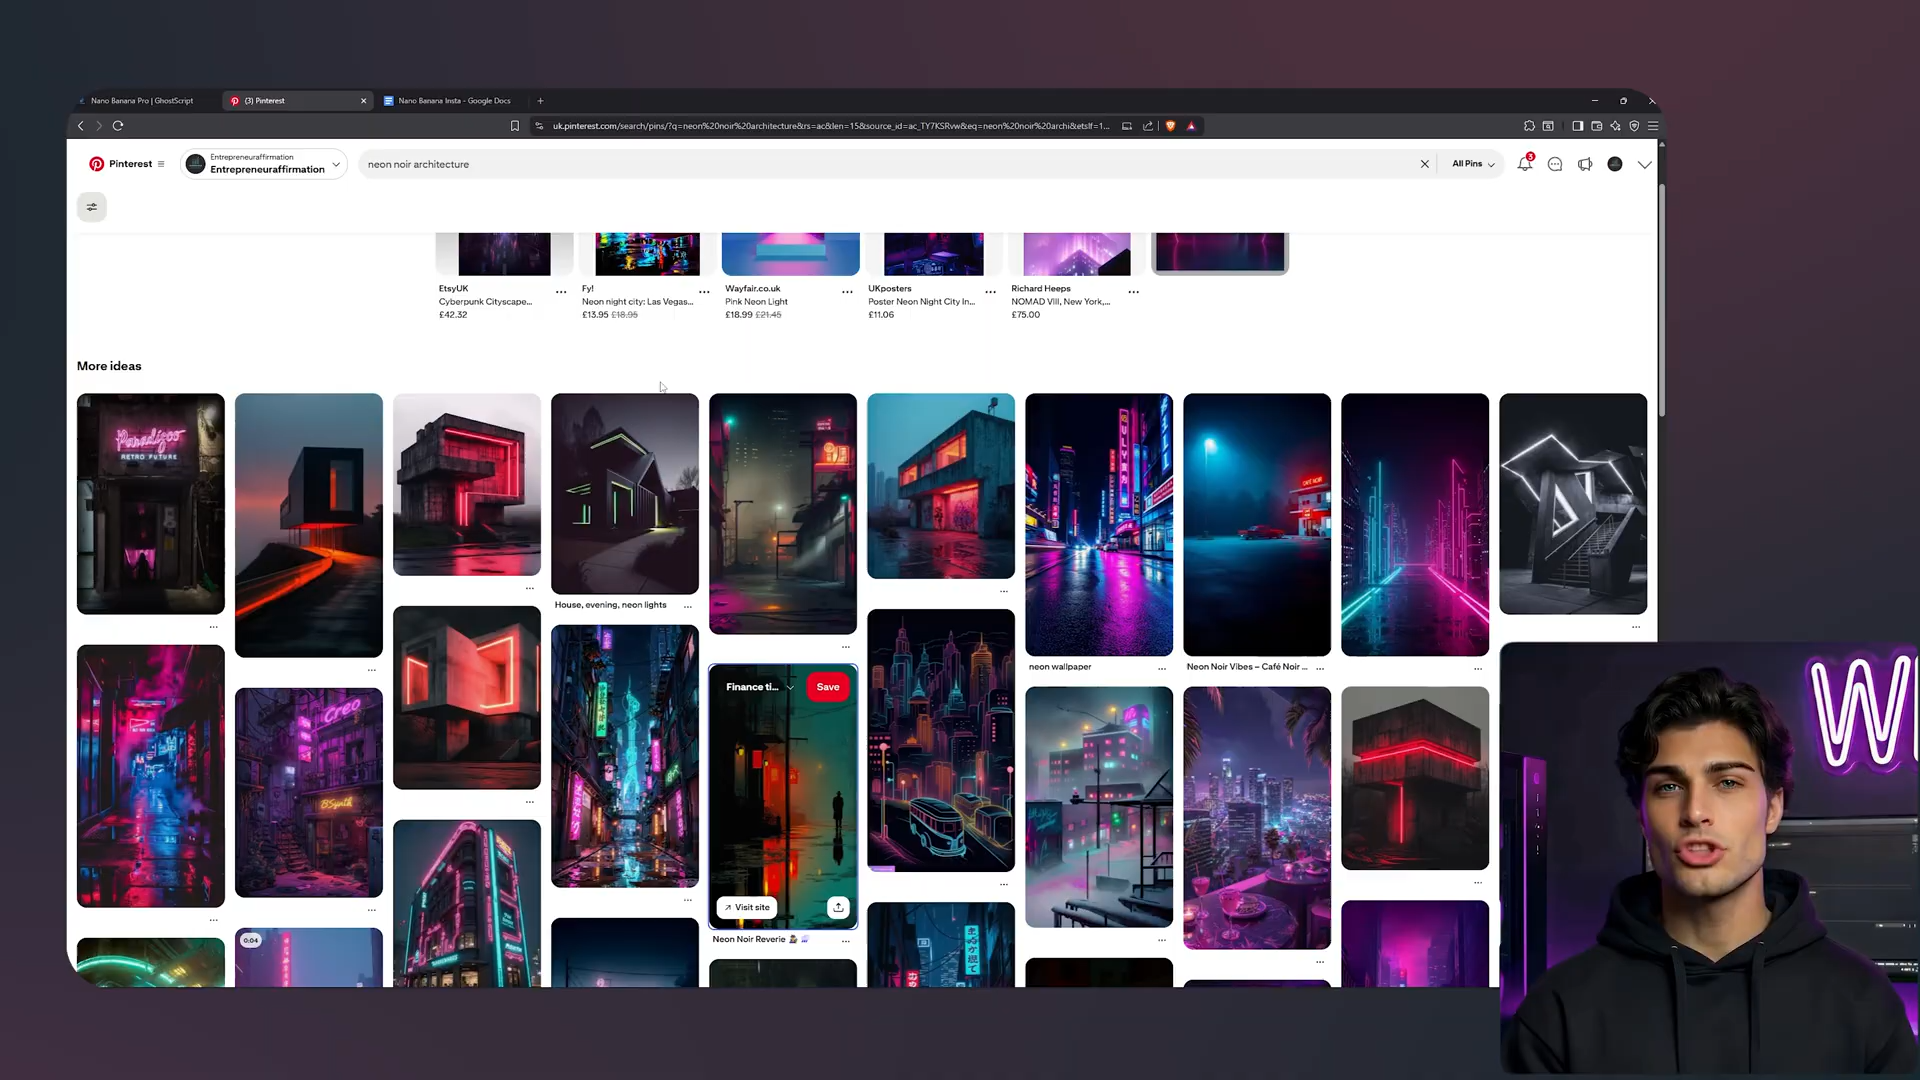 Nano Banana Pro | GhostScript
(3) Pinterest
Nano Banana Insta - Google Docs
uk.pinterest.com/search/pins/?q=neon%20noir%20architecture&rs=ac&len=15&source_id=ac_TY7KSRvw&eq=neon%20noir%20archi&etslf=1...
Pinterest
Entrepreneuraffirmation
Entrepreneuraffirmation
neon noir architecture
All Pins
3
EtsyUK
Cyberpunk Cityscape...
£42.32
Fy!
Neon night city: Las Vegas...
£13.95 £18.95
Wayfair.co.uk
Pink Neon Light
£18.99 £21.45
UKposters
Poster Neon Night City In...
£11.06
Richard Heeps
NOMAD VIII, New York,...
£75.00
More ideas
Paradisos
RETRO FUTURE
CAFÉ NOIR
House, evening, neon lights
neon wallpaper
Neon Noir Vibes – Café Noir ...
Creo
Finance ti...
Save
Visit site
Neon Noir Reverie
0:04
W